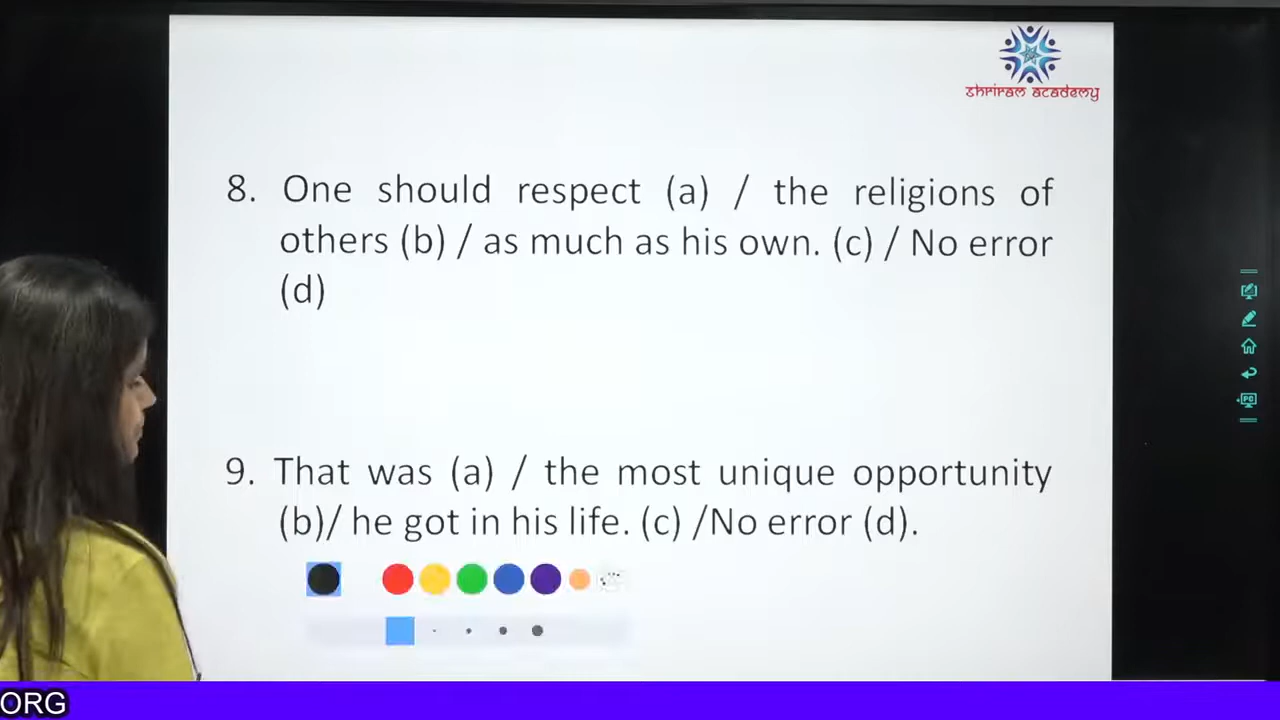 SHRIRAM ACADEMY
8. One should respect (a) / the religions of
others (b) / as much as his own. (c) / No error
(d)
9. That was (a) / the most unique opportunity
(b)/ he got in his life. (c) /No error (d).
PC
ORG